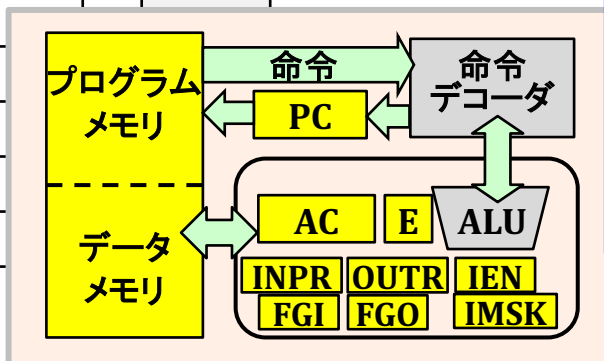 プログラム
メモリ
命令
命令
デコーダ
PC
データ
メモリ
AC
E
ALU
INPR
OUTR
IEN
FGI
FGO
IMSK